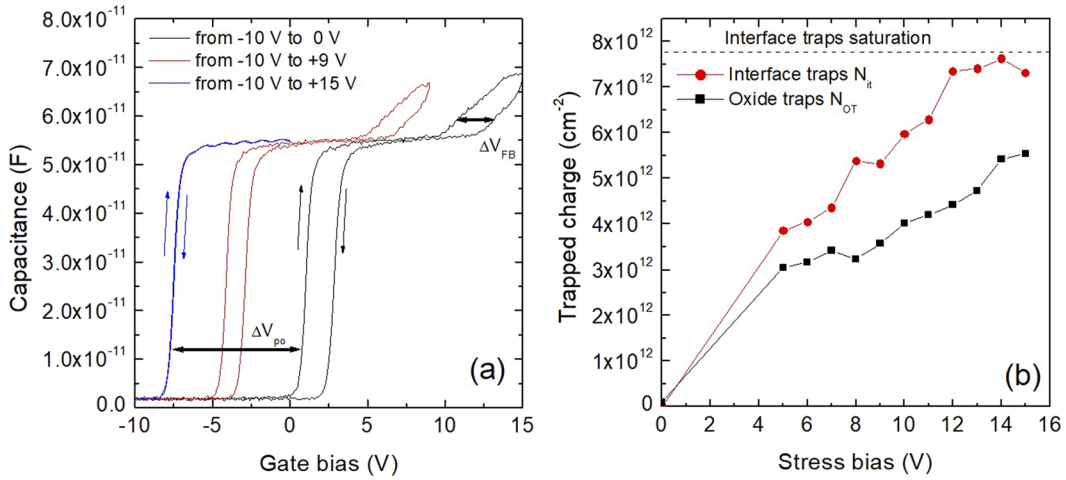 7.0x10⁻¹¹
6.0x10⁻¹¹
5.0x10⁻¹¹
4.0x10⁻¹¹
3.0x10⁻¹¹
2.0x10⁻¹¹
1.0x10⁻¹¹
0.0
-10
-5
0
5
10
15
Capacitance (F)
Gate bias (V)
from -10 V to 0 V
from -10 V to +9 V
from -10 V to +15 V
ΔV_FB
ΔV_po
(a)
8x10¹²
7x10¹²
6x10¹²
5x10¹²
4x10¹²
3x10¹²
2x10¹²
1x10¹²
0
0
2
4
6
8
10
12
14
16
Trapped charge (cm⁻²)
Stress bias (V)
Interface traps saturation
Interface traps N_it
Oxide traps N_OT
(b)